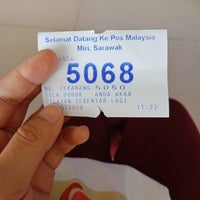 Selamat Datang Ke Pos Malaysia
Miri, Sarawak
5068
NO. SEKARANG 5050
SILA DUDUK. ANDA AKAN
SEBENTAR LAGI
11:22